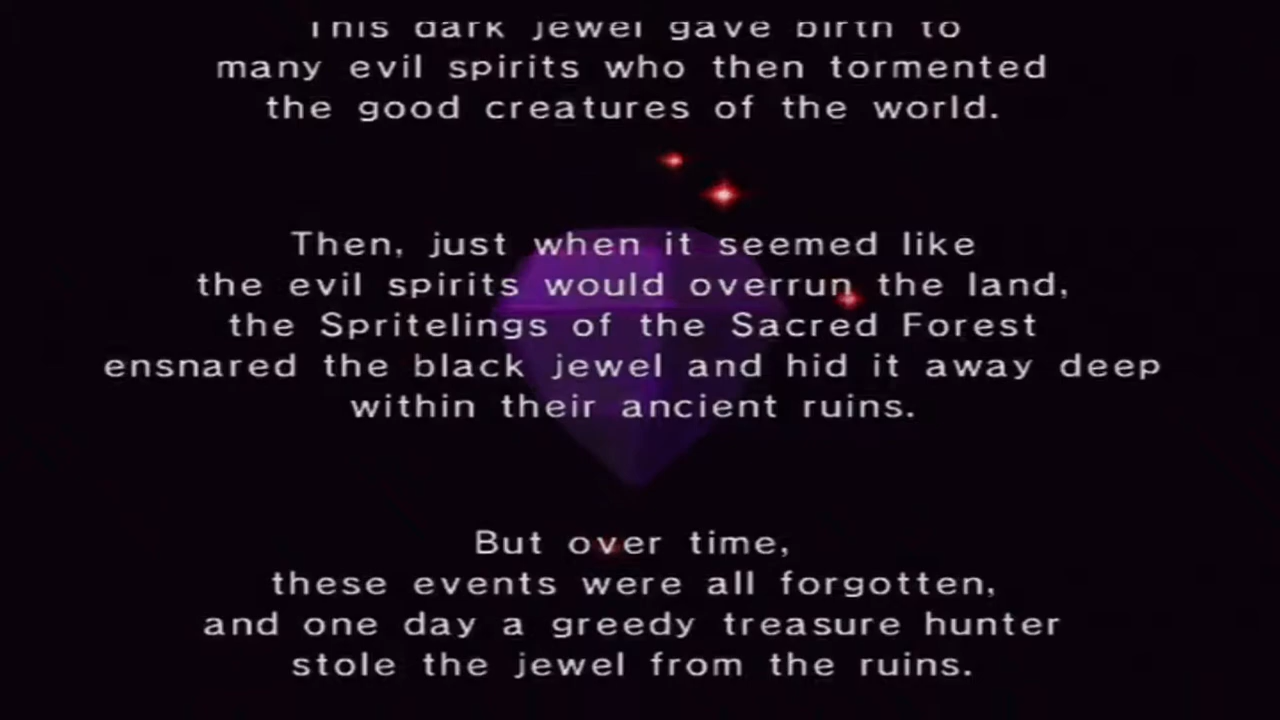 This dark jewel gave birth to
many evil spirits who then tormented
the good creatures of the world.
Then, just when it seemed like
the evil spirits would overrun the land,
the Spritelings of the Sacred Forest
ensnared the black jewel and hid it away deep
within their ancient ruins.
But over time,
these events were all forgotten,
and one day a greedy treasure hunter
stole the jewel from the ruins.